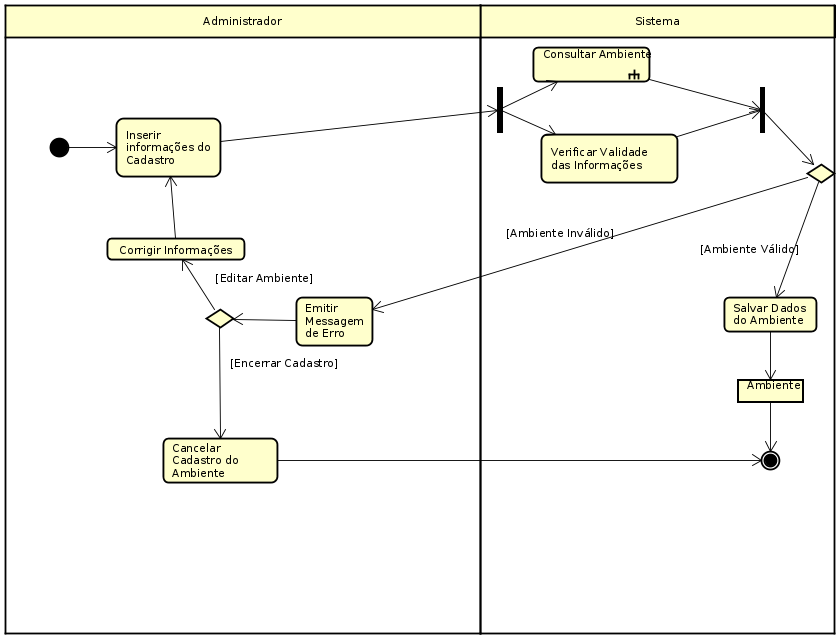 Administrador
Sistema
Consultar Ambiente
Inserir
informações do
Cadastro
Verificar Validade
das Informações
[Ambiente Inválido]
[Ambiente Válido]
Corrigir Informações
[Editar Ambiente]
Emitir
Messagem
de Erro
Salvar Dados
do Ambiente
[Encerrar Cadastro]
Ambiente
Cancelar
Cadastro do
Ambiente